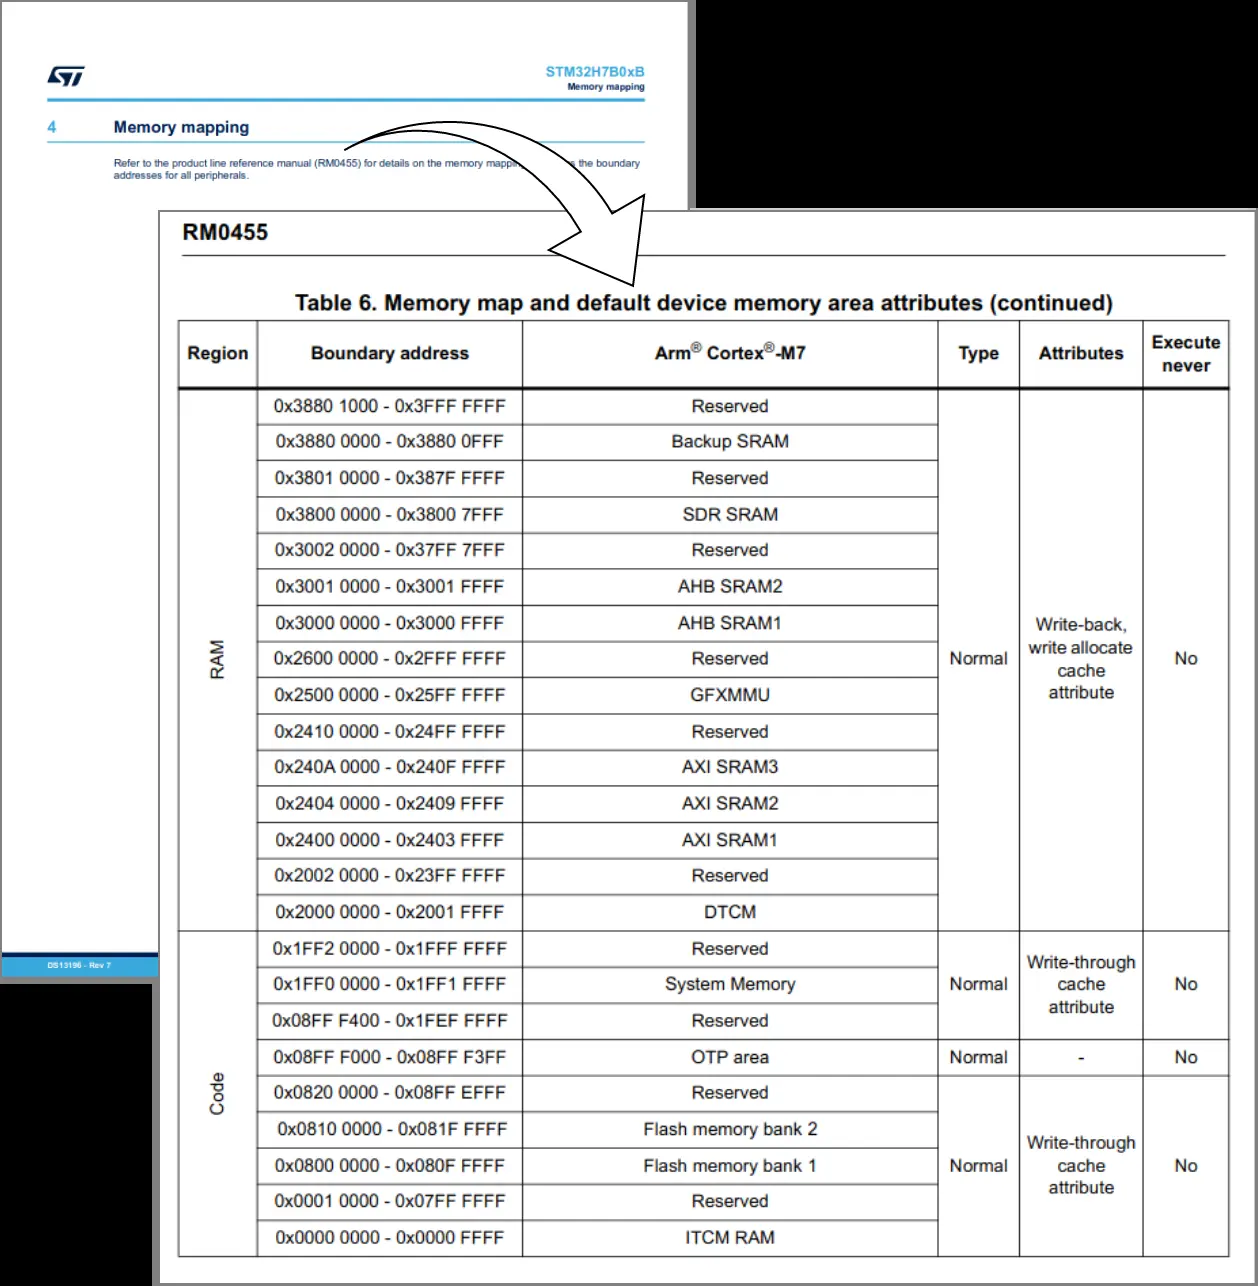 ST
STM32H7B0xB
Memory mapping
4 Memory mapping
Refer to the product line reference manual (RM0455) for details on the memory mapping s the boundary
addresses for all peripherals.
RM0455
Table 6. Memory map and default device memory area attributes (continued)
Region Boundary address Arm® Cortex®-M7 Type Attributes Execute never
RAM
0x3880 1000 - 0x3FFF FFFF Reserved
0x3880 0000 - 0x3880 0FFF Backup SRAM
0x3801 0000 - 0x387F FFFF Reserved
0x3800 0000 - 0x3800 7FFF SDR SRAM
0x3002 0000 - 0x37FF 7FFF Reserved
0x3001 0000 - 0x3001 FFFF AHB SRAM2
0x3000 0000 - 0x3000 FFFF AHB SRAM1
0x2600 0000 - 0x2FFF FFFF Reserved
0x2500 0000 - 0x25FF FFFF GFXMMU
0x2410 0000 - 0x24FF FFFF Reserved
0x240A 0000 - 0x240F FFFF AXI SRAM3
0x2404 0000 - 0x2409 FFFF AXI SRAM2
0x2400 0000 - 0x2403 FFFF AXI SRAM1
0x2002 0000 - 0x23FF FFFF Reserved
0x2000 0000 - 0x2001 FFFF DTCM
Normal
Write-back,
write allocate
cache
attribute
No
Code
0x1FF2 0000 - 0x1FFF FFFF Reserved
0x1FF0 0000 - 0x1FF1 FFFF System Memory
0x08FF F400 - 0x1FEF FFFF Reserved
Normal
Write-through
cache
attribute
No
0x08FF F000 - 0x08FF F3FF OTP area Normal - No
0x0820 0000 - 0x08FF EFFF Reserved
0x0810 0000 - 0x081F FFFF Flash memory bank 2
0x0800 0000 - 0x080F FFFF Flash memory bank 1
0x0001 0000 - 0x07FF FFFF Reserved
0x0000 0000 - 0x0000 FFFF ITCM RAM
Normal
Write-through
cache
attribute
No
DS13196 - Rev 7